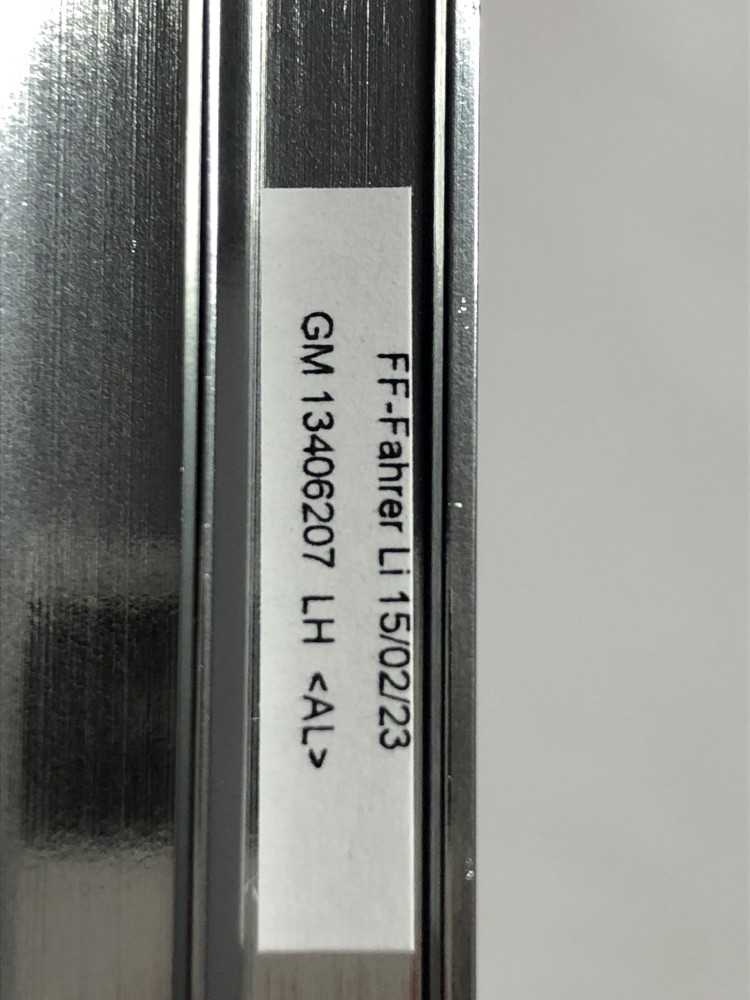 FF-Fahrer Li 15/02/23
GM 13406207 LH <AL>